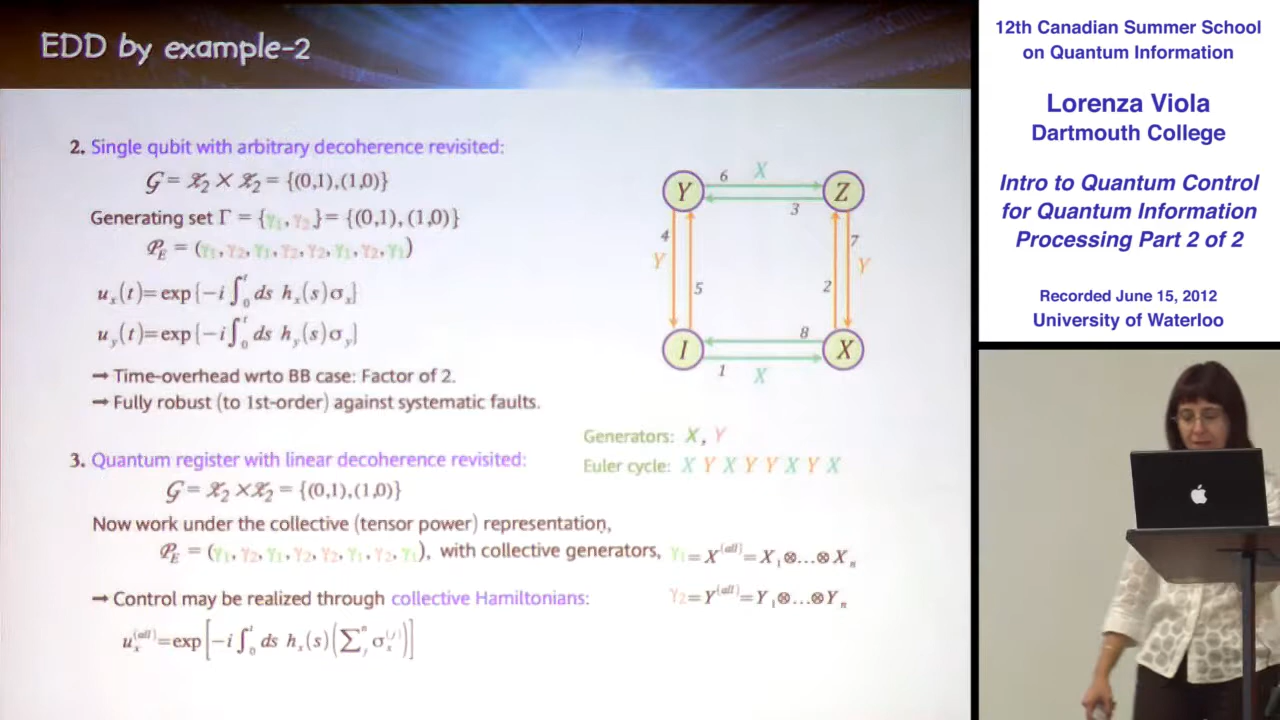 EDD by example-2
2. Single qubit with arbitrary decoherence revisited:
𝒢 = 𝒵₂ × 𝒵₂ = {(0,1),(1,0)}
Generating set Γ = {γ₁, γ₂} = {(0,1), (1,0)}
𝒫_E = (γ₁, γ₂, γ₁, γ₂, γ₂, γ₁, γ₂, γ₁)
u_x(t)=exp{−i∫₀ᵗ ds h_x(s)σ_x}
u_y(t)=exp{−i∫₀ᵗ ds h_y(s)σ_y}
→ Time-overhead wrto BB case: Factor of 2.
→ Fully robust (to 1st-order) against systematic faults.
Y 6 X Z
3
4 Y 5 2 7 Y
I 8 X
1 X
Generators: X, Y
Euler cycle: X Y X Y Y X Y X
3. Quantum register with linear decoherence revisited:
𝒢 = 𝒵₂ ×𝒵₂ = {(0,1),(1,0)}
Now work under the collective (tensor power) representation,
𝒫_E = (γ₁, γ₂, γ₁, γ₂, γ₂, γ₁, γ₂, γ₁), with collective generators, γ₁=X^(all)=X₁⊗...⊗X_n
→ Control may be realized through collective Hamiltonians: γ₂=Y^(all)=Y₁⊗...⊗Y_n
u_x^(all)=exp[−i∫₀ᵗ ds h_x(s)(∑_j^n σ_x^(j))]
12th Canadian Summer School
on Quantum Information
Lorenza Viola
Dartmouth College
Intro to Quantum Control
for Quantum Information
Processing Part 2 of 2
Recorded June 15, 2012
University of Waterloo